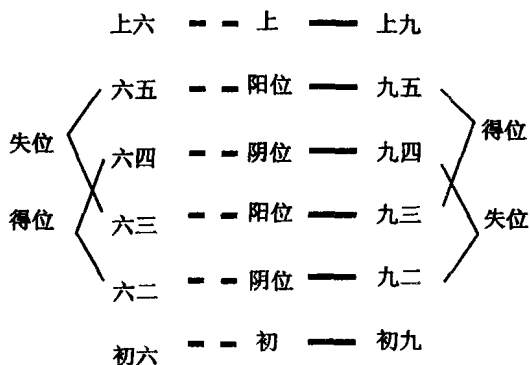 上六 上 上九
六五 阳位 九五
失位 得位
六四 阴位 九四
得位 六三 阳位 九三 失位
六二 阴位 九二
初六 初 初九